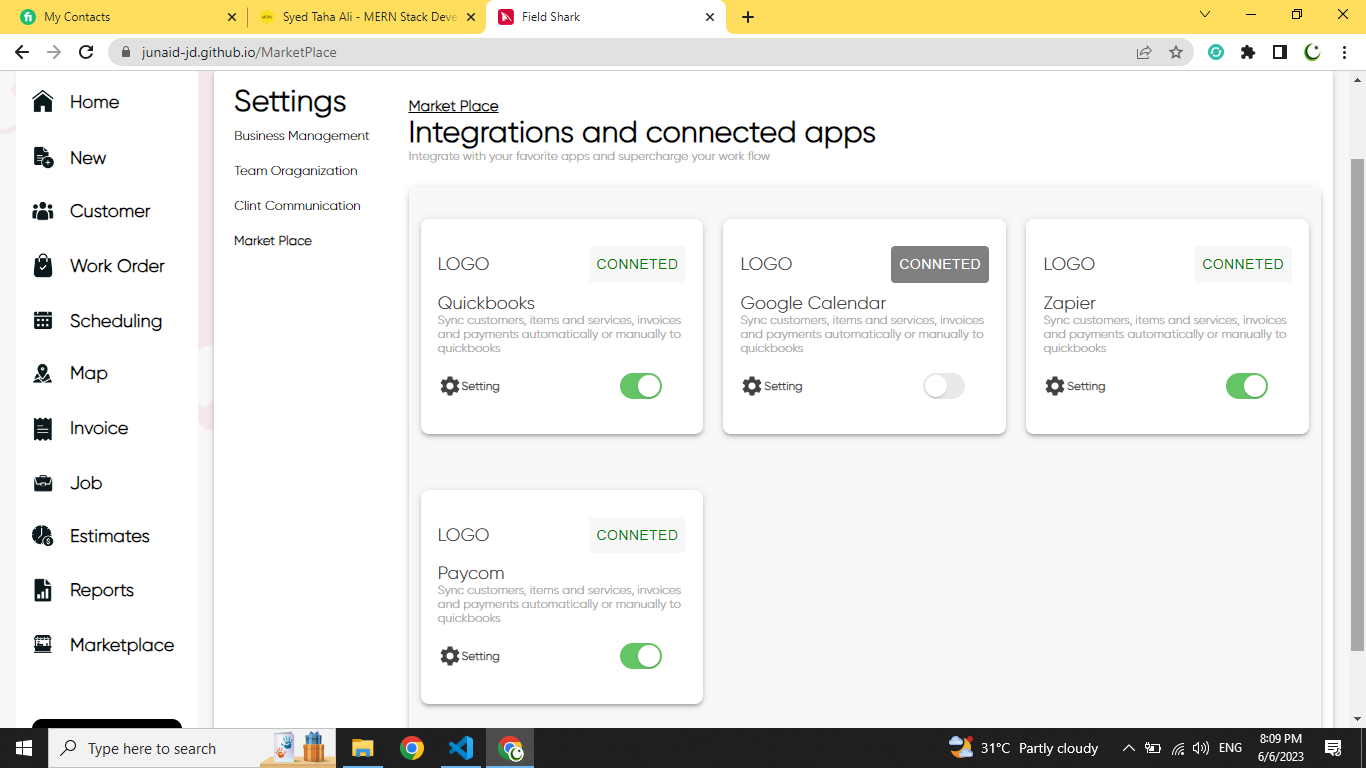 My Contacts
Syed Taha Ali - MERN Stack Deve
Field Shark
junaid-jd.github.io/MarketPlace
Home
New
Customer
Work Order
Scheduling
Map
Invoice
Job
Estimates
Reports
Marketplace
Settings
Business Management
Team Oraganization
Clint Communication
Market Place
Market Place
Integrations and connected apps
Integrate with your favorite apps and supercharge your work flow
LOGO
CONNETED
Quickbooks
Sync customers, items and services, invoices
and payments automatically or manually to
quickbooks
Setting
LOGO
CONNETED
Google Calendar
Sync customers, items and services, invoices
and payments automatically or manually to
quickbooks
Setting
LOGO
CONNETED
Zapier
Sync customers, items and services, invoices
and payments automatically or manually to
quickbooks
Setting
LOGO
CONNETED
Paycom
Sync customers, items and services, invoices
and payments automatically or manually to
quickbooks
Setting
Type here to search
31°C Partly cloudy
ENG
8:09 PM
6/6/2023